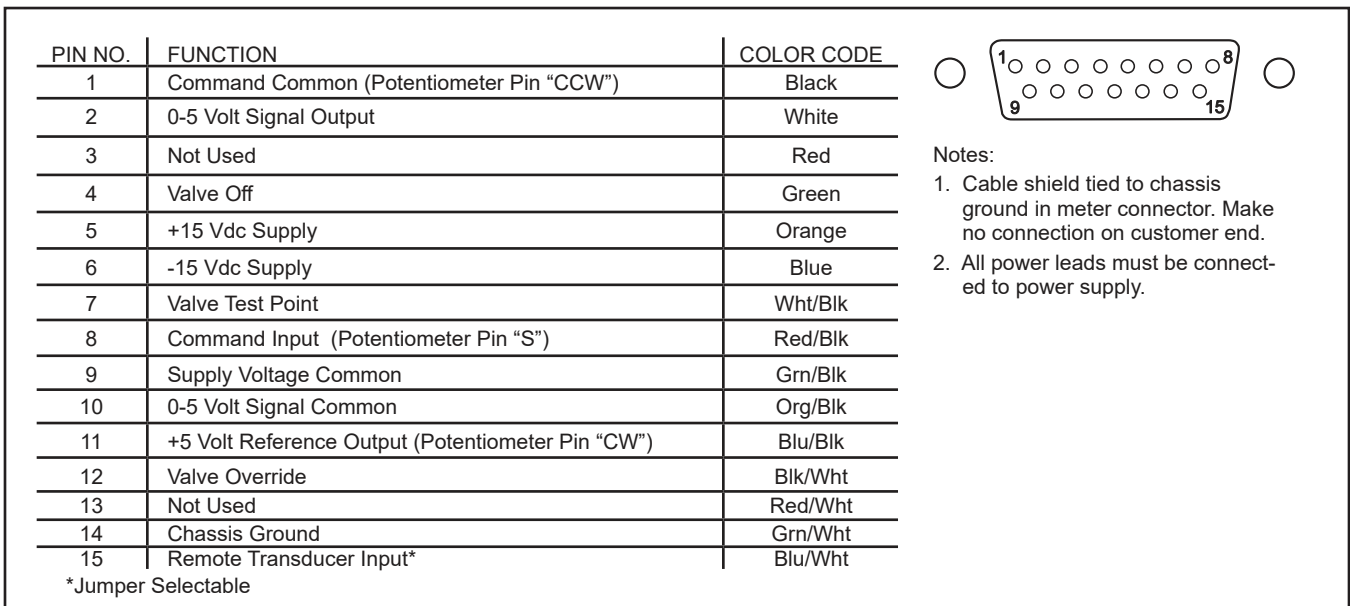 PIN NO. FUNCTION COLOR CODE
1 Command Common (Potentiometer Pin “CCW”) Black
2 0-5 Volt Signal Output White
3 Not Used Red
4 Valve Off Green
5 +15 Vdc Supply Orange
6 -15 Vdc Supply Blue
7 Valve Test Point Wht/Blk
8 Command Input (Potentiometer Pin “S”) Red/Blk
9 Supply Voltage Common Grn/Blk
10 0-5 Volt Signal Common Org/Blk
11 +5 Volt Reference Output (Potentiometer Pin “CW”) Blu/Blk
12 Valve Override Blk/Wht
13 Not Used Red/Wht
14 Chassis Ground Grn/Wht
15 Remote Transducer Input* Blu/Wht
*Jumper Selectable
1 8
9 15
Notes:
1. Cable shield tied to chassis
ground in meter connector. Make
no connection on customer end.
2. All power leads must be connect-
ed to power supply.